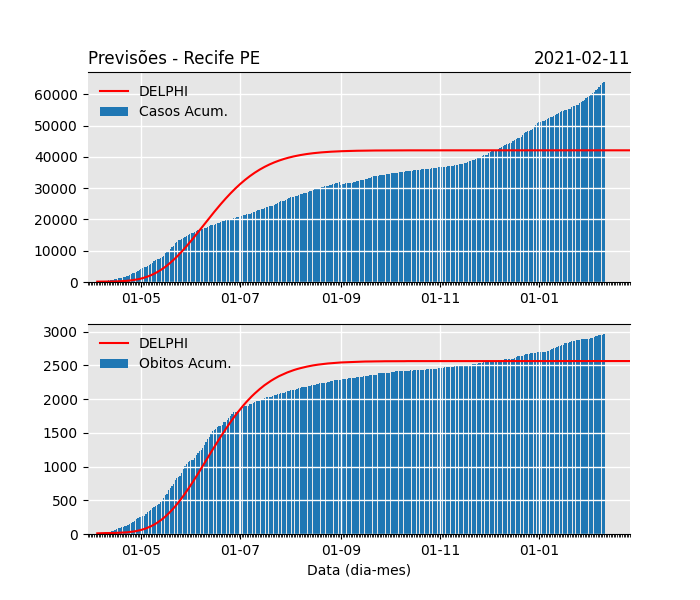 Previsões - Recife PE 2021-02-11
DELPHI
Casos Acum.
60000
50000
40000
30000
20000
10000
0
01-05 01-07 01-09 01-11 01-01
DELPHI
Obitos Acum.
3000
2500
2000
1500
1000
500
0
01-05 01-07 01-09 01-11 01-01
Data (dia-mes)